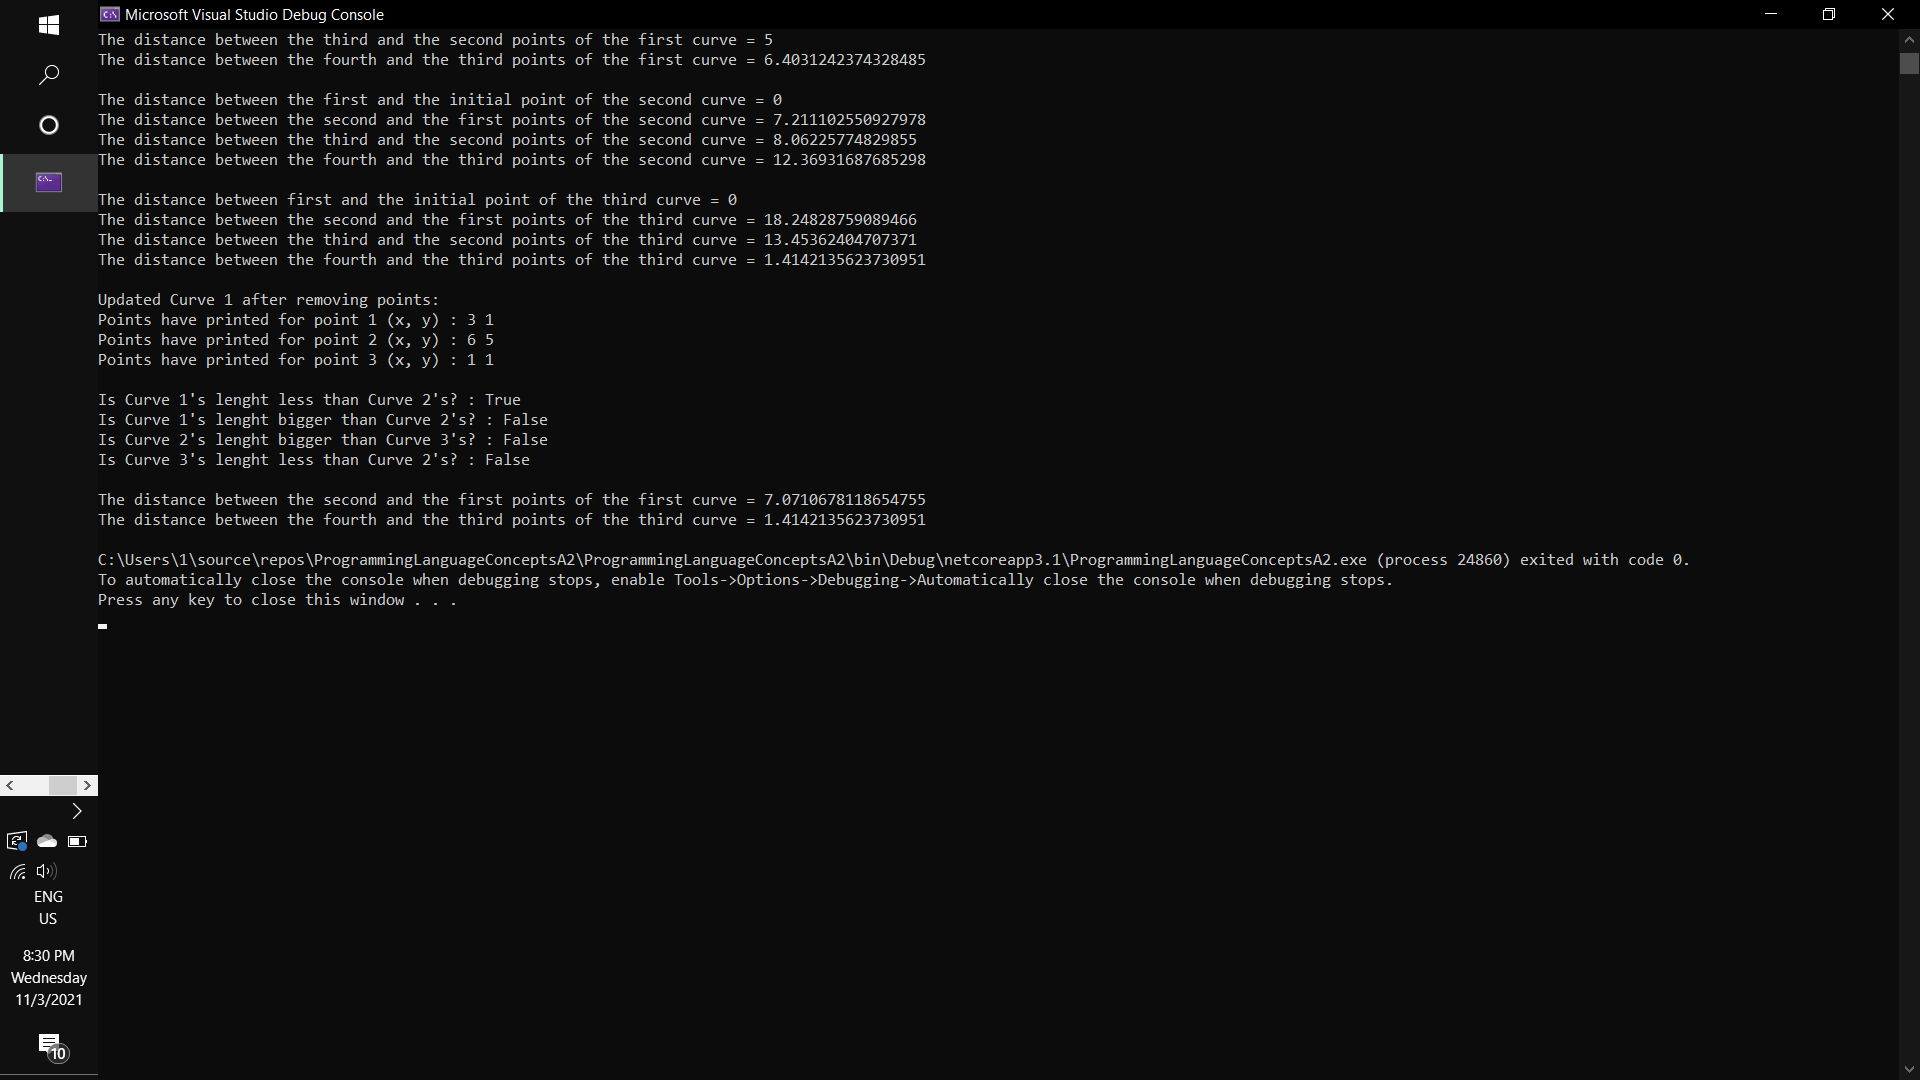 Microsoft Visual Studio Debug Console
The distance between the third and the second points of the first curve = 5
The distance between the fourth and the third points of the first curve = 6.4031242374328485
The distance between the first and the initial point of the second curve = 0
The distance between the second and the first points of the second curve = 7.211102550927978
The distance between the third and the second points of the second curve = 8.06225774829855
The distance between the fourth and the third points of the second curve = 12.36931687685298
The distance between first and the initial point of the third curve = 0
The distance between the second and the first points of the third curve = 18.24828759089466
The distance between the third and the second points of the third curve = 13.45362404707371
The distance between the fourth and the third points of the third curve = 1.4142135623730951
Updated Curve 1 after removing points:
Points have printed for point 1 (x, y) : 3 1
Points have printed for point 2 (x, y) : 6 5
Points have printed for point 3 (x, y) : 1 1
Is Curve 1's lenght less than Curve 2's? : True
Is Curve 1's lenght bigger than Curve 2's? : False
Is Curve 2's lenght bigger than Curve 3's? : False
Is Curve 3's lenght less than Curve 2's? : False
The distance between the second and the first points of the first curve = 7.0710678118654755
The distance between the fourth and the third points of the third curve = 1.4142135623730951
C:\Users\1\source\repos\ProgrammingLanguageConceptsA2\ProgrammingLanguageConceptsA2\bin\Debug\netcoreapp3.1\ProgrammingLanguageConceptsA2.exe (process 24860) exited with code 0.
To automatically close the console when debugging stops, enable Tools->Options->Debugging->Automatically close the console when debugging stops.
Press any key to close this window . . .
ENG
US
8:30 PM
Wednesday
11/3/2021
10